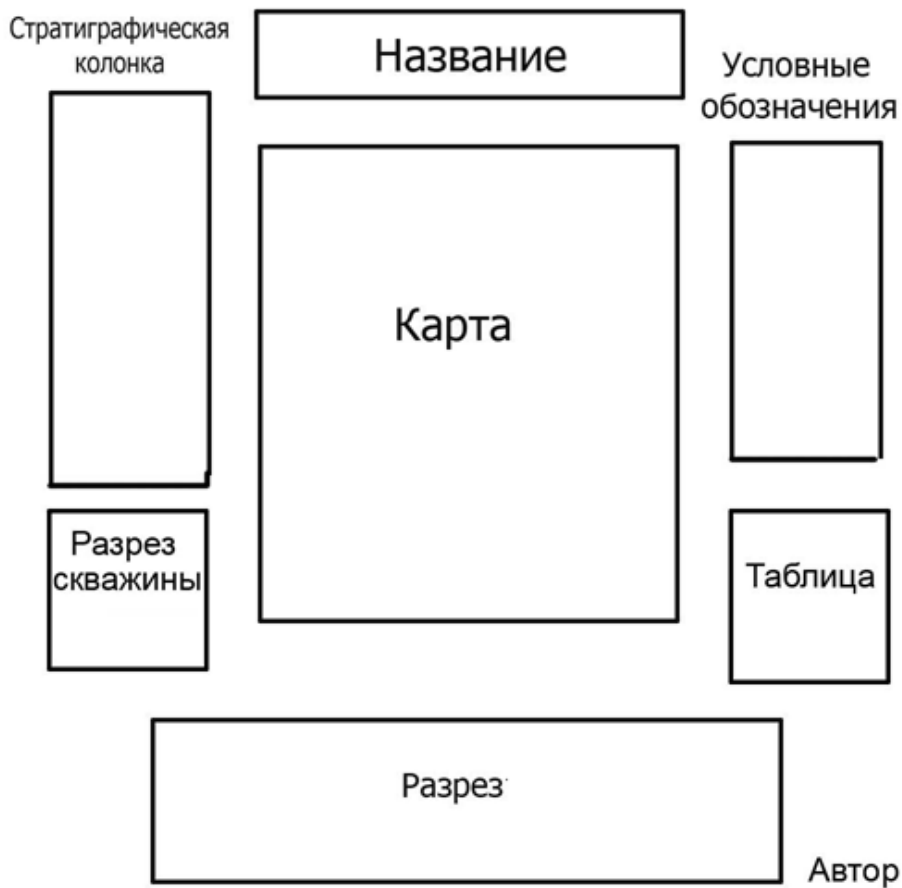 Стратиграфическая
колонка
Название
Условные
обозначения
Карта
Разрез
скважины
Таблица
Разрез
Автор